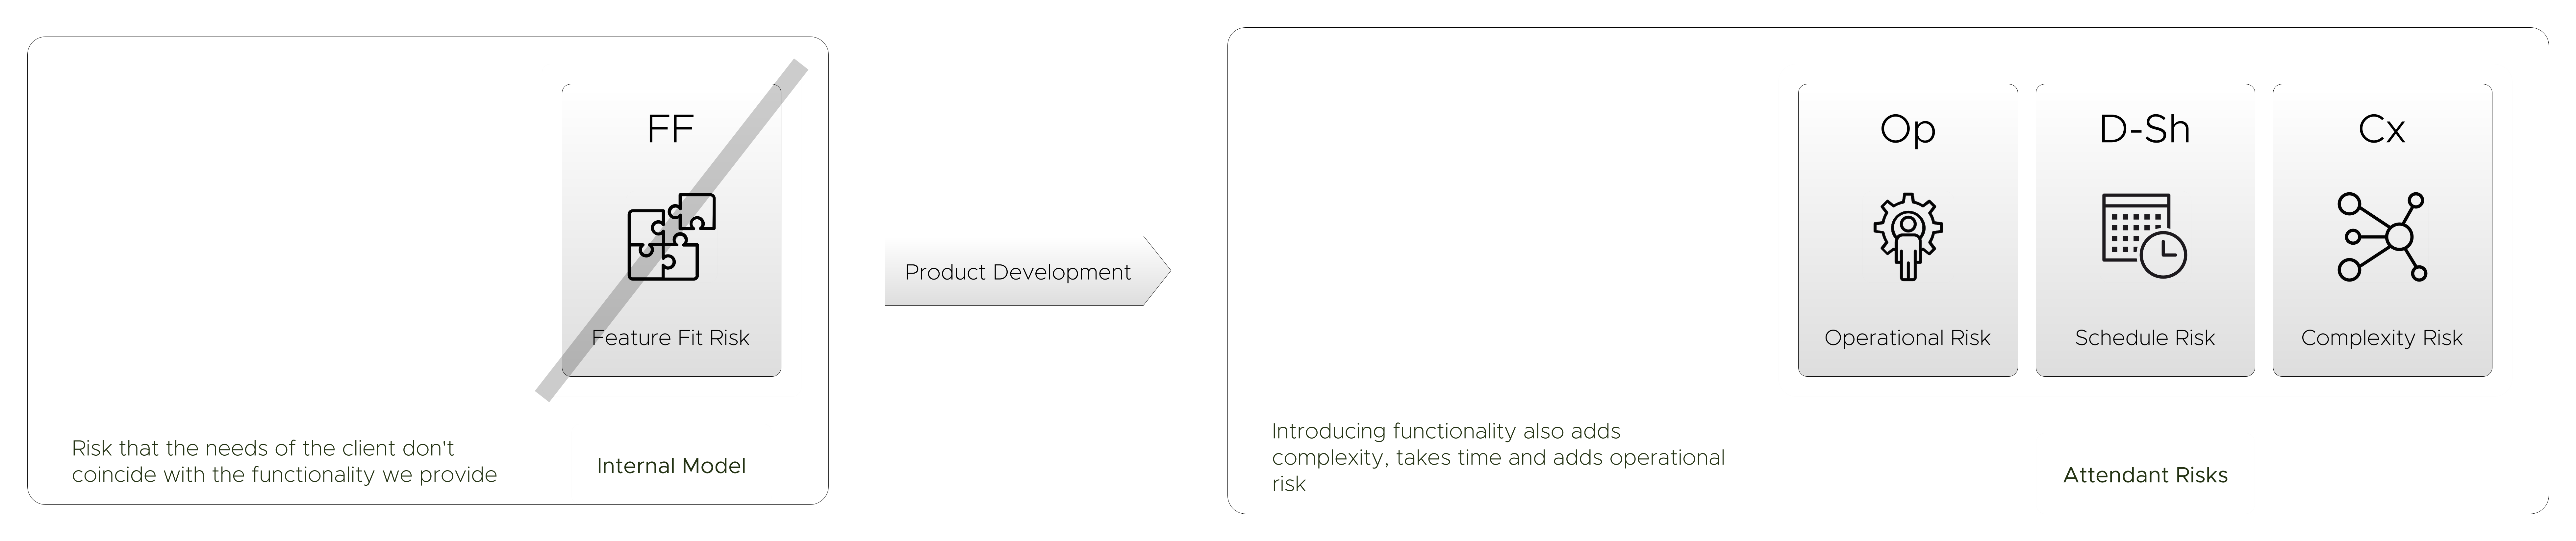 FF
Feature Fit Risk
Risk that the needs of the client don't
coincide with the functionality we provide
Internal Model
Product Development
Op
Operational Risk
D-Sh
Schedule Risk
Cx
Complexity Risk
Introducing functionality also adds
complexity, takes time and adds operational
risk
Attendant Risks